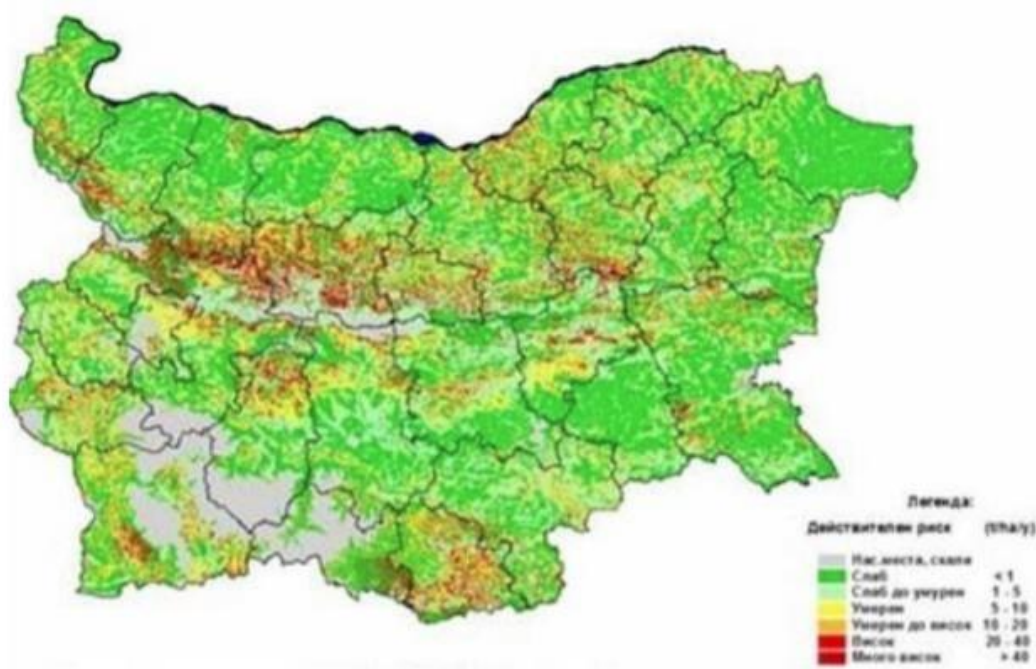 Легенда:
Действителен риск (t/ha/y)
Нас.места, скали
Слаб < 1
Слаб до умерен 1 - 5
Умерен 5 - 10
Умерен до висок 10 - 20
Висок 20 - 40
Много висок > 40